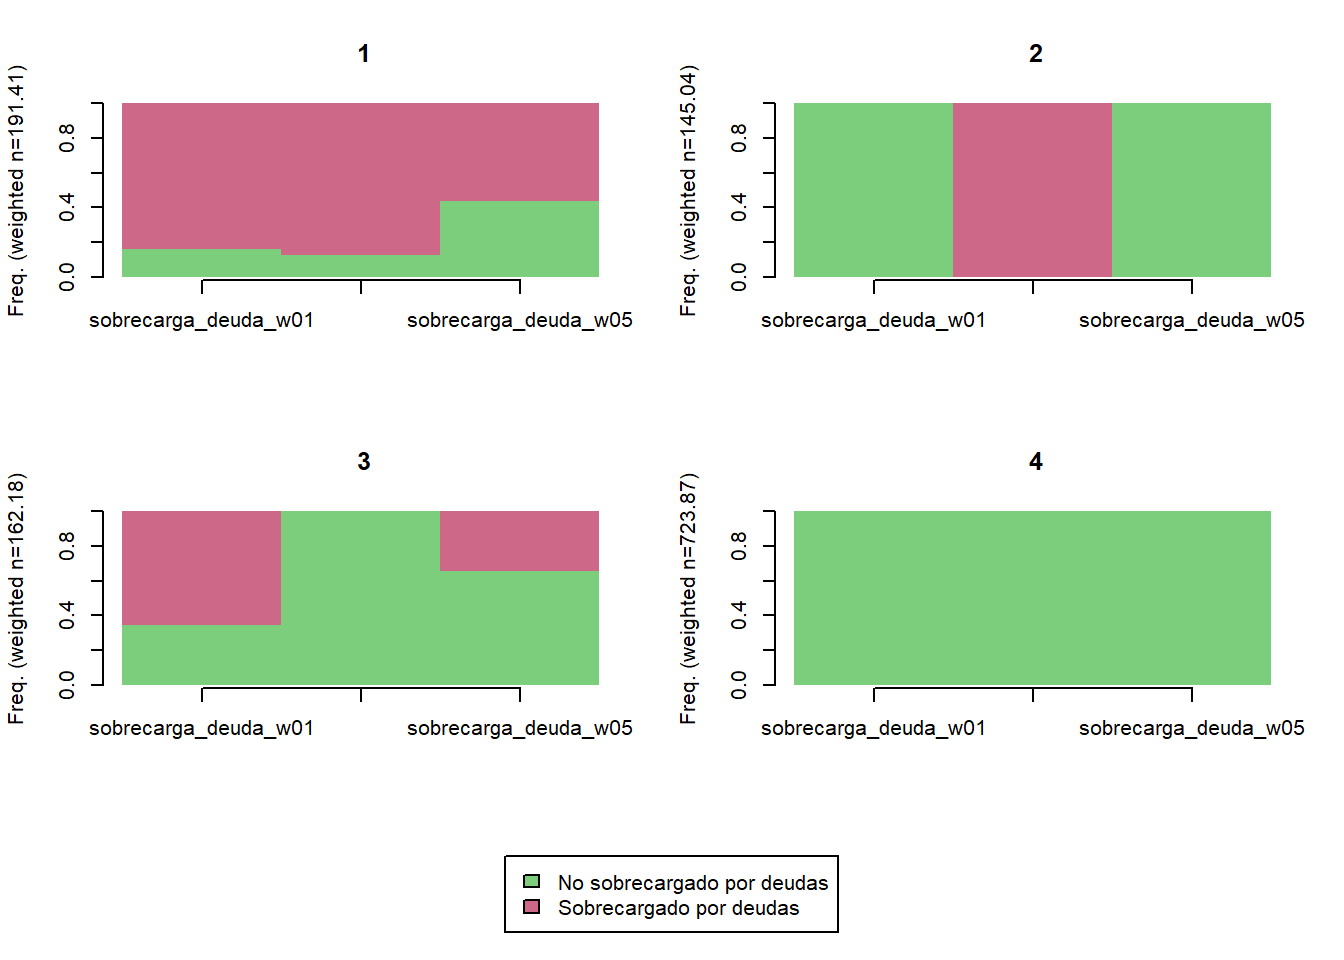 1
Freq. (weighted n=191.41)
0.8
0.4
0.0
sobrecarga_deuda_w01 sobrecarga_deuda_w05
2
Freq. (weighted n=145.04)
0.8
0.4
0.0
sobrecarga_deuda_w01 sobrecarga_deuda_w05
3
Freq. (weighted n=162.18)
0.8
0.4
0.0
sobrecarga_deuda_w01 sobrecarga_deuda_w05
4
Freq. (weighted n=723.87)
0.8
0.4
0.0
sobrecarga_deuda_w01 sobrecarga_deuda_w05
No sobrecargado por deudas
Sobrecargado por deudas